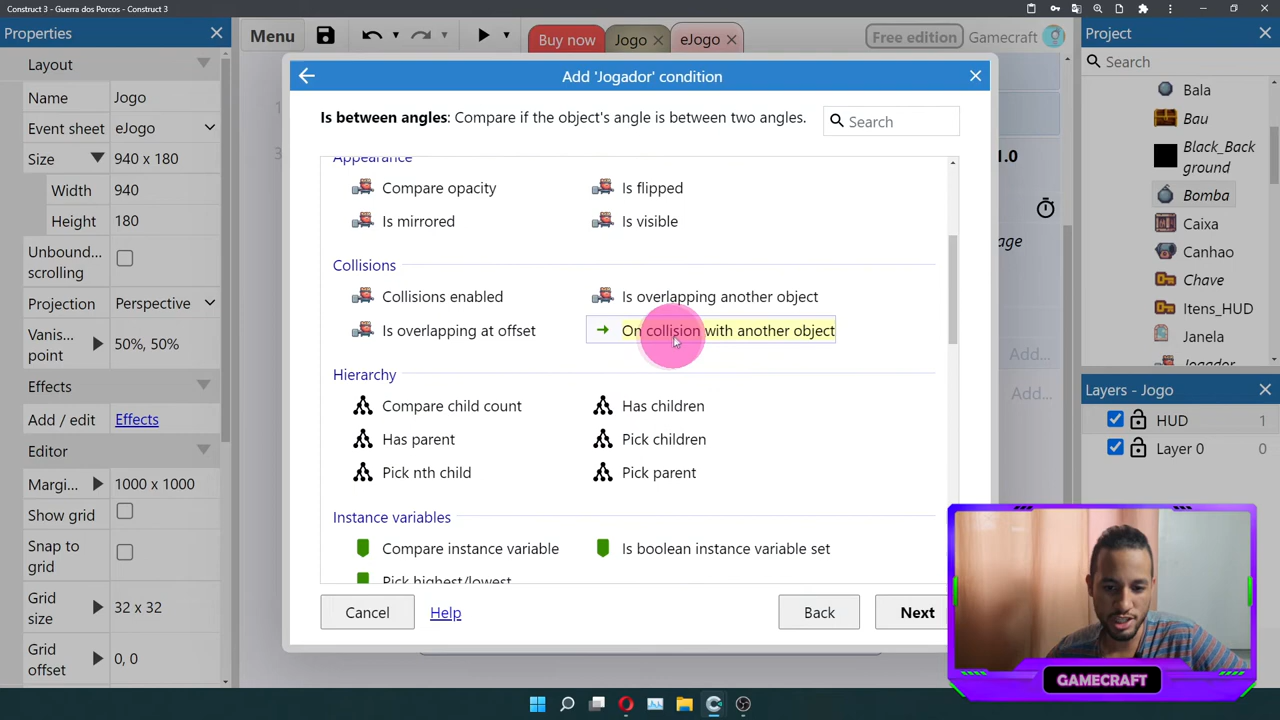 Construct 3 - Guerra dos Porcos - Construct 3
Properties
Menu
Buy now
Jogo
eJogo
Free edition
Gamecraft
Project
Layout
Name
Jogo
Event sheet
eJogo
Size
940 x 180
Width
940
Height
180
Unbound... scrolling
Projection
Perspective
Vanis... point
50%, 50%
Effects
Add / edit
Effects
Editor
Margi...
1000 x 1000
Show grid
Snap to grid
Grid size
32 x 32
Grid offset
0, 0
Add 'Jogador' condition
Is between angles: Compare if the object's angle is between two angles.
Search
Appearance
Compare opacity
Is flipped
Is mirrored
Is visible
Collisions
Collisions enabled
Is overlapping another object
Is overlapping at offset
On collision with another object
Hierarchy
Compare child count
Has children
Has parent
Pick children
Pick nth child
Pick parent
Instance variables
Compare instance variable
Is boolean instance variable set
Pick highest/lowest
Cancel
Help
Back
Next
1.0
age
Add...
Add...
Search
Bala
Bau
Black_Back
ground
Bomba
Caixa
Canhao
Chave
Itens_HUD
Janela
Jogador
Layers - Jogo
HUD
1
Layer 0
0
GAMECRAFT